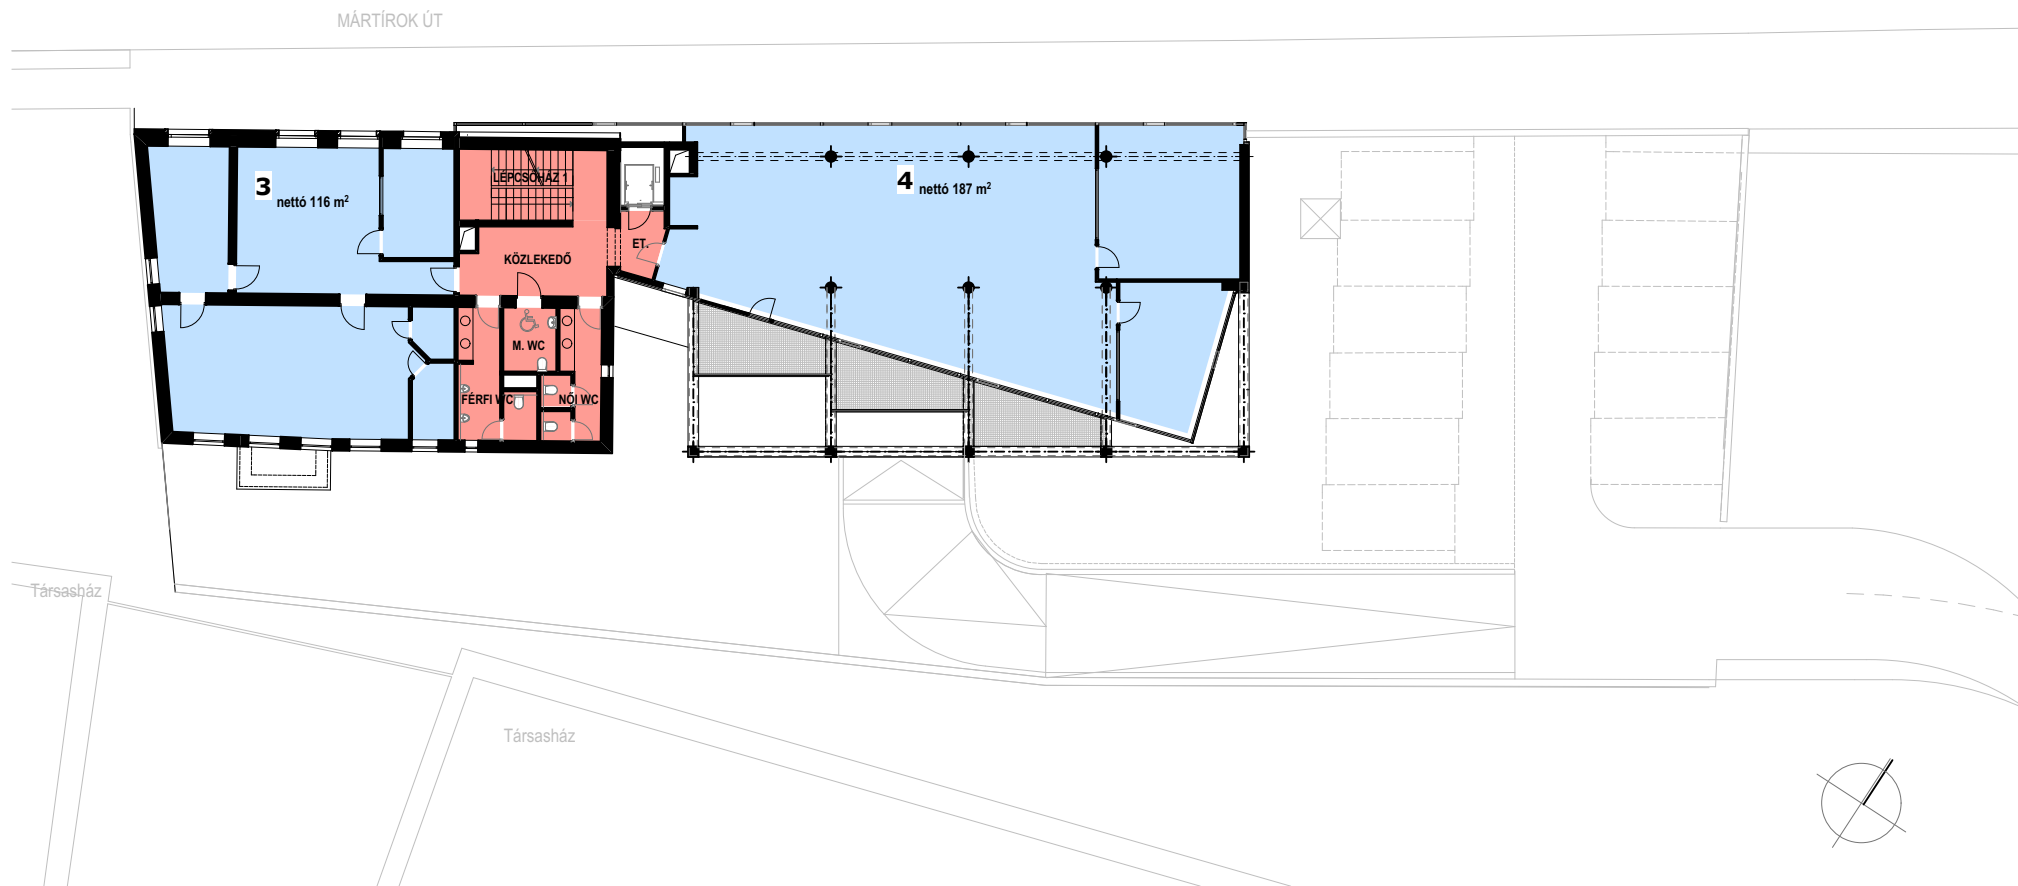 MÁRTÍROK ÚT
3
nettó 116 m²
LÉPCSŐHÁZ 1
4
nettó 187 m²
ET.
KÖZLEKEDŐ
M. WC
FÉRFI WC
NŐI WC
Társasház
Társasház